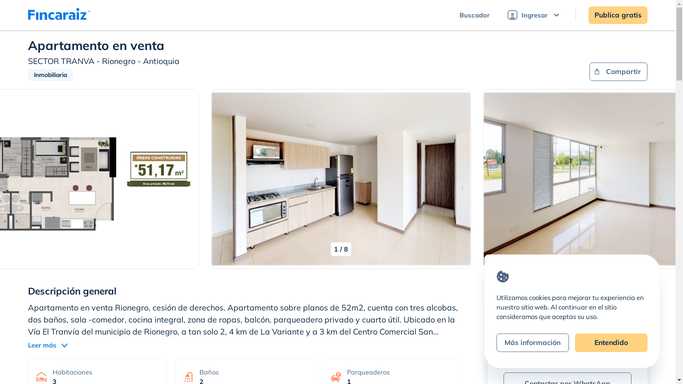 Fincaraiz
Buscador
Ingresar
Publica gratis
Apartamento en venta
SECTOR TRANVA - Rionegro - Antioquia
Inmobiliaria
Compartir
ÁREA CONSTRUIDA
51,17 m²
1 / 8
Descripción general
Apartamento en venta Rionegro, cesión de derechos, Apartamento sobre planos de 52m2, cuenta con tres alcobas,
dos baños, sala -comedor, cocina integral, zona de ropas, balcón, parqueadero privado y cuarto útil. Ubicado en la
Vía El Tranvía del municipio de Rionegro, a tan solo 2, 4 km de La Variante y a 3 km del Centro Comercial San...
Leer más
Habitaciones
3
Baños
2
Parqueaderos
1
Utilizamos cookies para mejorar tu experiencia en
nuestro sitio web. Al continuar en el sitio
consideramos que aceptas su uso.
Más información
Entendido
Contactar por WhatsApp